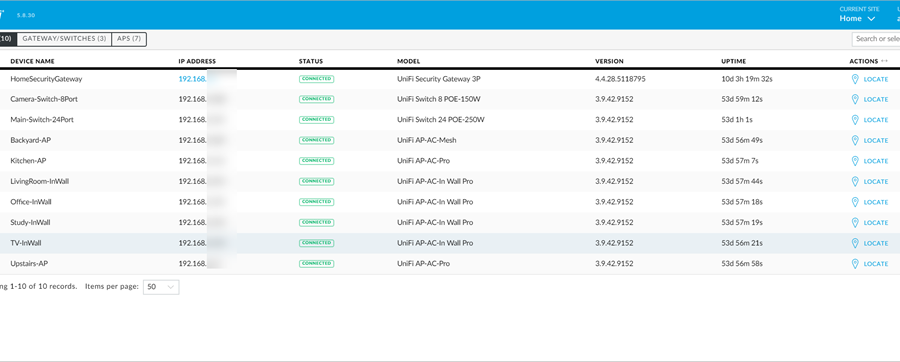 CURRENT SITE
5.8.30
Home
(10) GATEWAY/SWITCHES (3) APS (7)
Search or sele
DEVICE NAME IP ADDRESS STATUS MODEL VERSION UPTIME ACTIONS
HomeSecurityGateway 192.168. CONNECTED UniFi Security Gateway 3P 4.4.28.5118795 10d 3h 19m 32s LOCATE
Camera-Switch-8Port 192.168. CONNECTED UniFi Switch 8 POE-150W 3.9.42.9152 53d 59m 12s LOCATE
Main-Switch-24Port 192.168. CONNECTED UniFi Switch 24 POE-250W 3.9.42.9152 53d 1h 1s LOCATE
Backyard-AP 192.168. CONNECTED UniFi AP-AC-Mesh 3.9.42.9152 53d 56m 49s LOCATE
Kitchen-AP 192.168. CONNECTED UniFi AP-AC-Pro 3.9.42.9152 53d 57m 7s LOCATE
LivingRoom-InWall 192.168. CONNECTED UniFi AP-AC-In Wall Pro 3.9.42.9152 53d 57m 44s LOCATE
Office-InWall 192.168. CONNECTED UniFi AP-AC-In Wall Pro 3.9.42.9152 53d 57m 18s LOCATE
Study-InWall 192.168. CONNECTED UniFi AP-AC-In Wall Pro 3.9.42.9152 53d 57m 19s LOCATE
TV-InWall 192.168. CONNECTED UniFi AP-AC-In Wall Pro 3.9.42.9152 53d 56m 21s LOCATE
Upstairs-AP 192.168. CONNECTED UniFi AP-AC-Pro 3.9.42.9152 53d 56m 58s LOCATE
ng 1-10 of 10 records. Items per page: 50